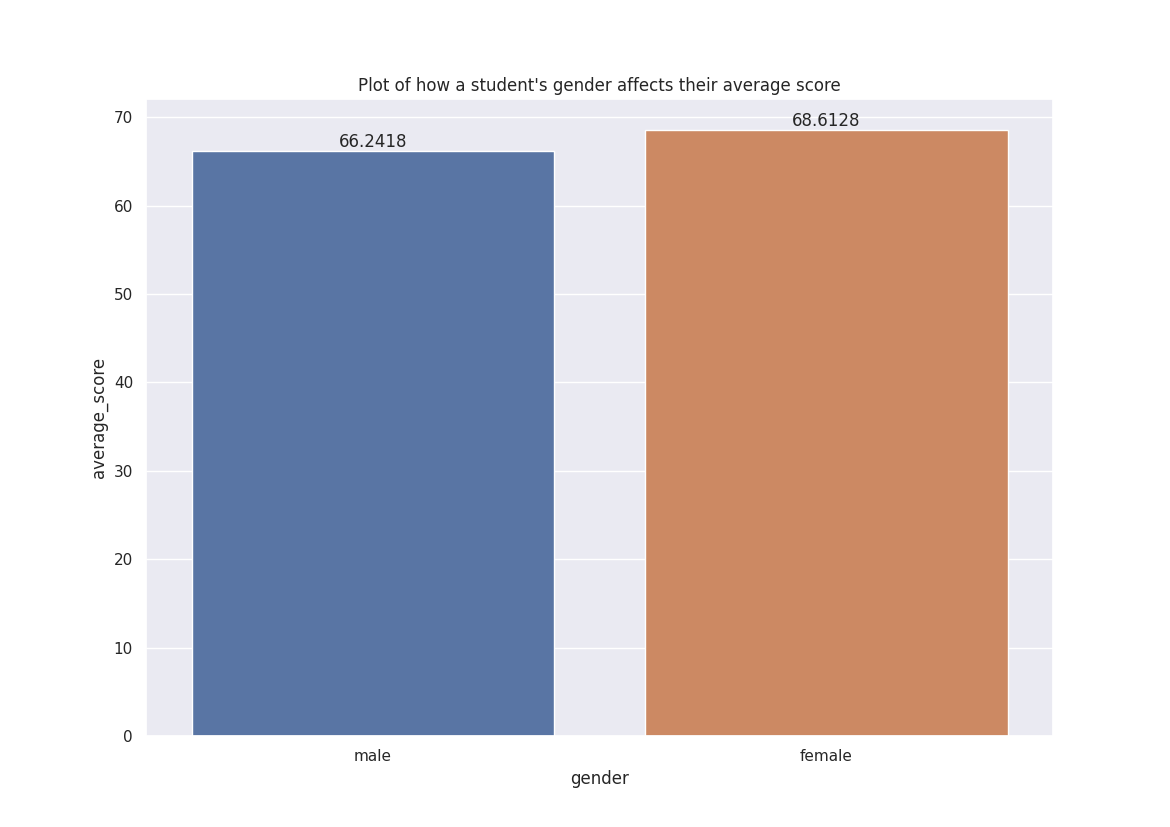 Plot of how a student's gender affects their average score
70
68.6128
66.2418
60
50
40
average_score
30
20
10
0
male
female
gender